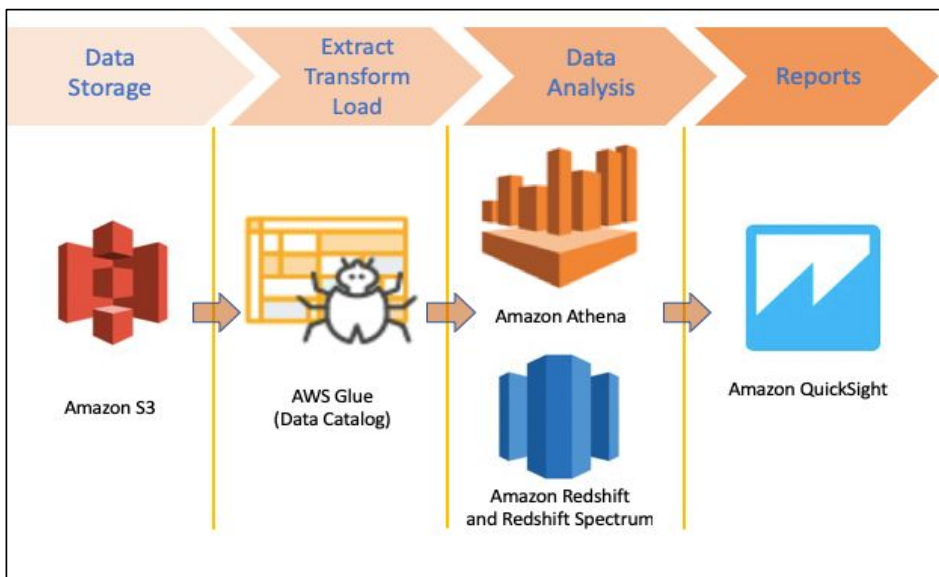 Data
Storage
Extract
Transform
Load
Data
Analysis
Reports
Amazon S3
AWS Glue
(Data Catalog)
Amazon Athena
Amazon Redshift
and Redshift Spectrum
Amazon QuickSight